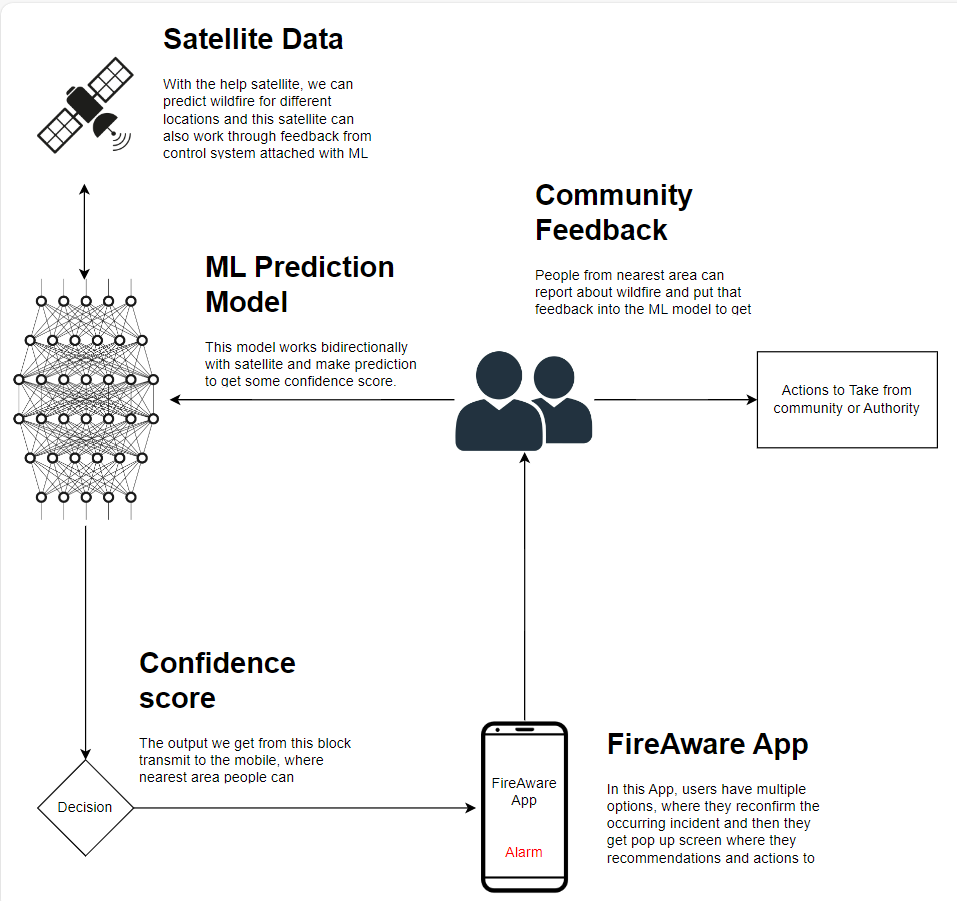 Satellite Data
With the help satellite, we can
predict wildfire for different
locations and this satellite can
also work through feedback from
control system attached with ML
Community
Feedback
People from nearest area can
report about wildfire and put that
feedback into the ML model to get
ML Prediction
Model
This model works bidirectionally
with satellite and make prediction
to get some confidence score.
Actions to Take from
community or Authority
Confidence
score
The output we get from this block
transmit to the mobile, where
nearest area people can
Decision
FireAware
App
Alarm
FireAware App
In this App, users have multiple
options, where they reconfirm the
occurring incident and then they
get pop up screen where they
recommendations and actions to